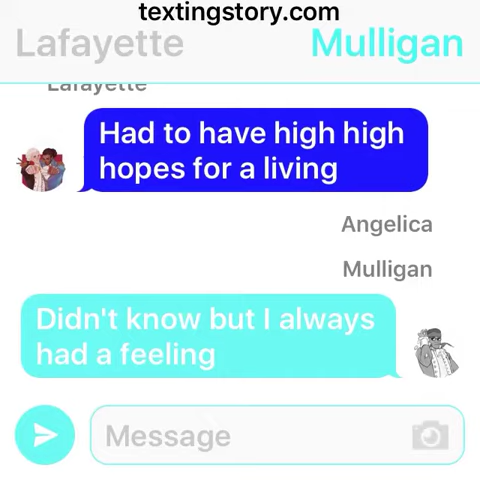 textingstory.com
Lafayette Mulligan
Lafayette
Had to have high high
hopes for a living
Angelica
Mulligan
Didn't know but I always
had a feeling
Message